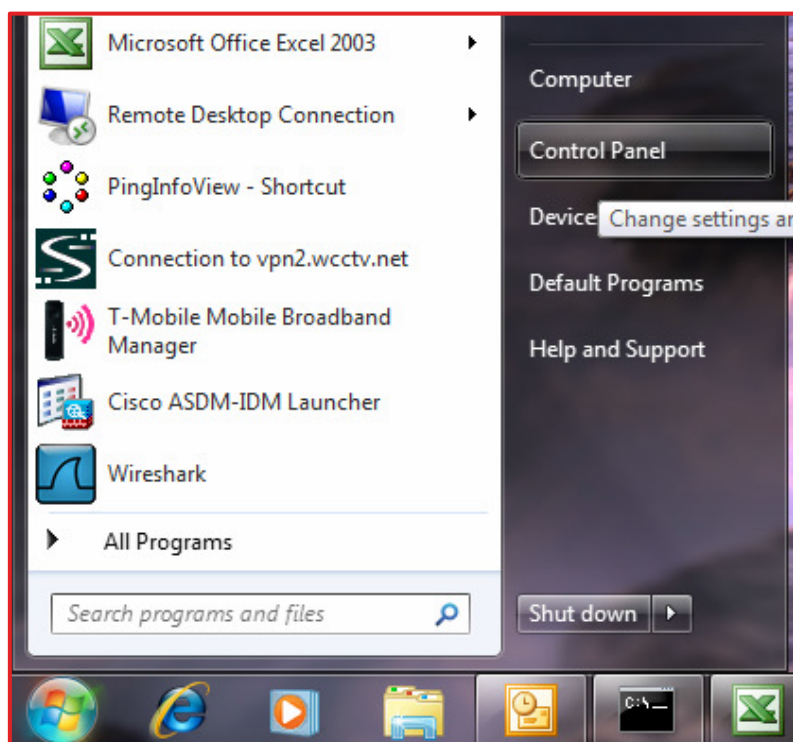 Microsoft Office Excel 2003
Remote Desktop Connection
PingInfoView - Shortcut
Connection to vpn2.wcctv.net
T-Mobile Mobile Broadband
Manager
Cisco ASDM-IDM Launcher
Wireshark
All Programs
Search programs and files
Computer
Control Panel
Device
Change settings an
Default Programs
Help and Support
Shut down
C:\